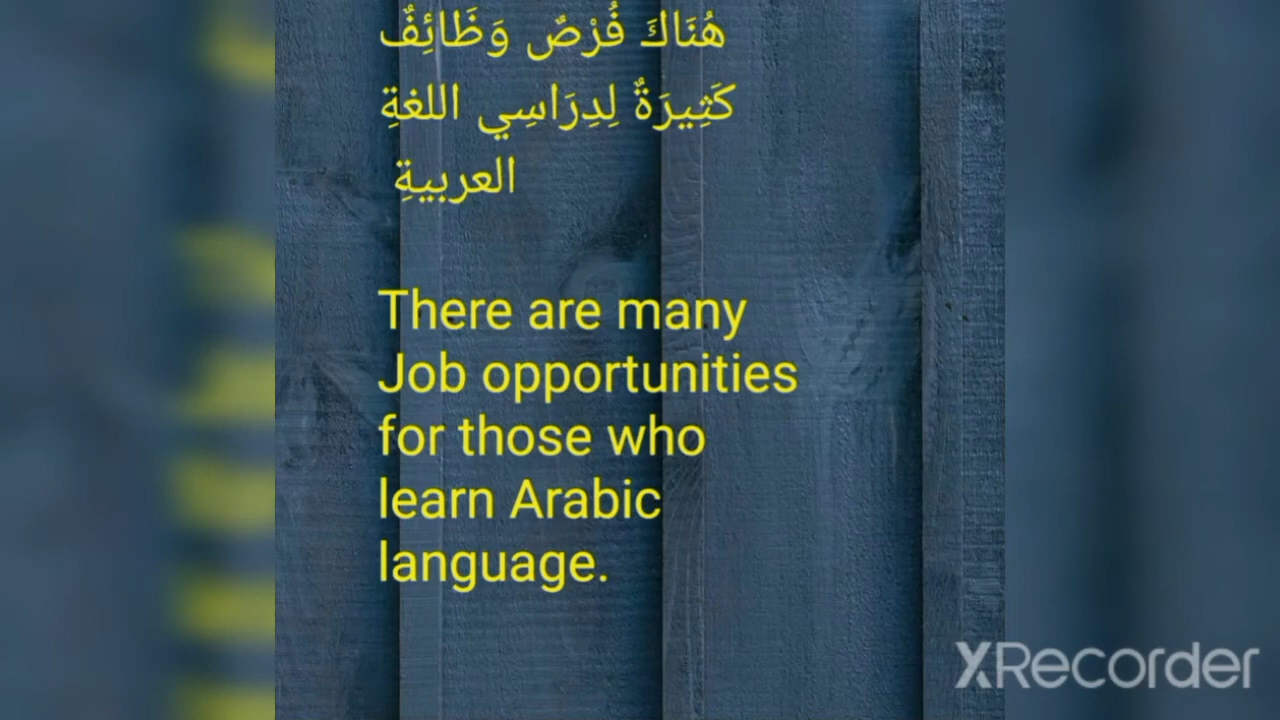 هُنَاكَ فُرْصٌ وَظَائِفٌ
كَثِيرَةٌ لِدِرَاسِي اللغةِ
العربيةِ
There are many
Job opportunities
for those who
learn Arabic
language.
XRecorder